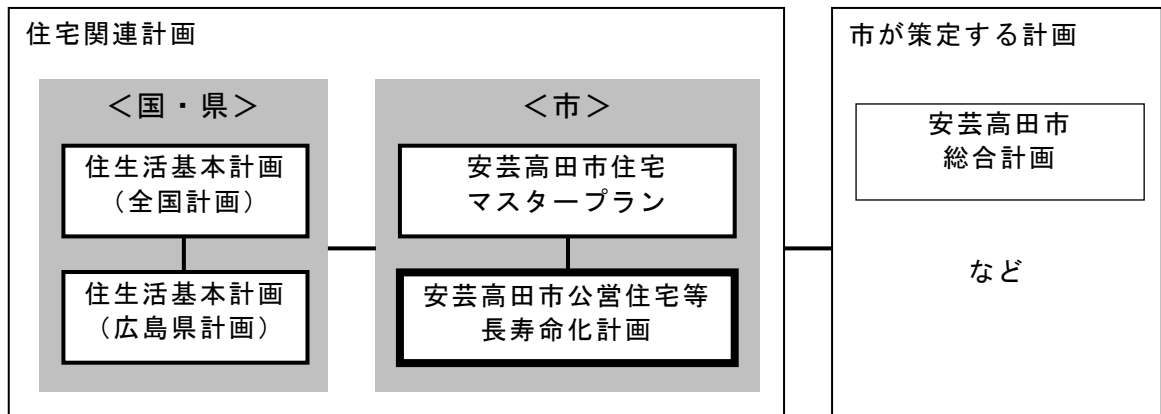 住宅関連計画
＜国・県＞
住生活基本計画
（全国計画）
住生活基本計画
（広島県計画）
＜市＞
安芸高田市住宅
マスタープラン
安芸高田市公営住宅等
長寿命化計画
市が策定する計画
安芸高田市
総合計画
など